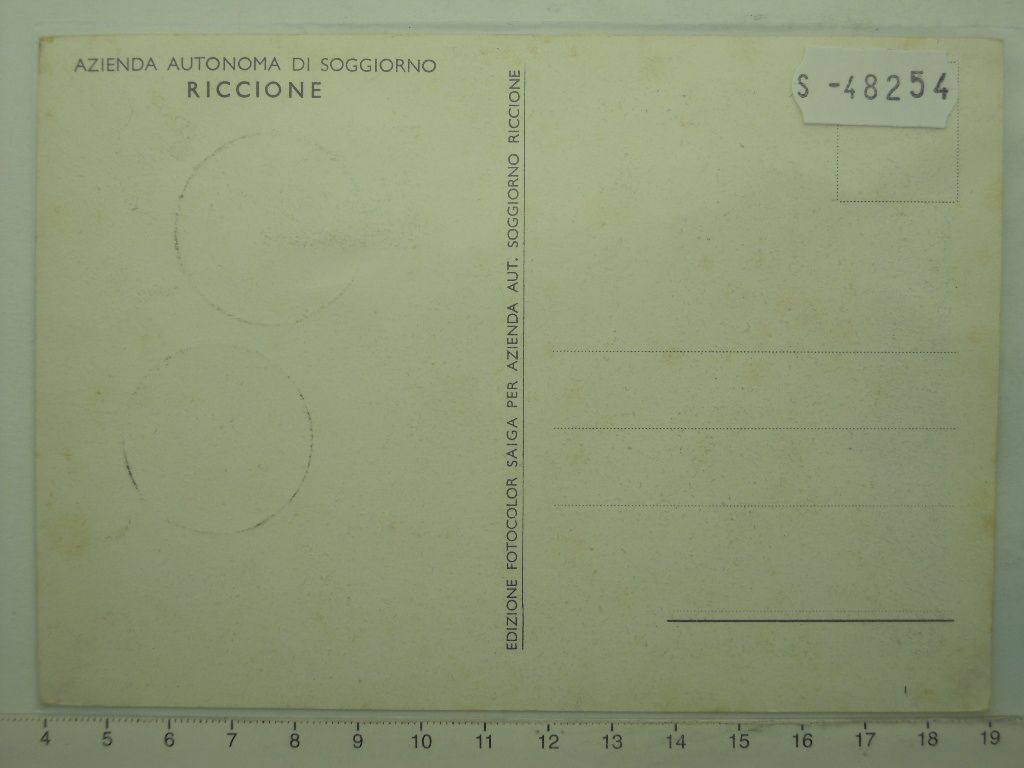 AZIENDA AUTONOMA DI SOGGIORNO
RICCIONE
EDIZIONE FOTOCOLOR SAIGA PER AZIENDA AUT. SOGGIORNO RICCIONE
S -48254
4 5 6 7 8 9 10 11 12 13 14 15 16 17 18 19